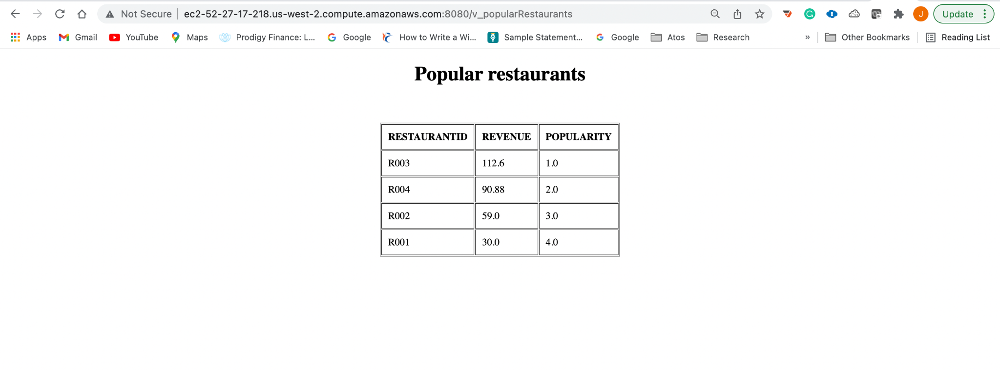 Not Secure ec2-52-27-17-218.us-west-2.compute.amazonaws.com:8080/v_popularRestaurants J Update
Apps Gmail YouTube Maps Prodigy Finance: L... Google How to Write a Wi... Sample Statement... Google Atos Research » Other Bookmarks Reading List
Popular restaurants
RESTAURANTID REVENUE POPULARITY
R003 112.6 1.0
R004 90.88 2.0
R002 59.0 3.0
R001 30.0 4.0